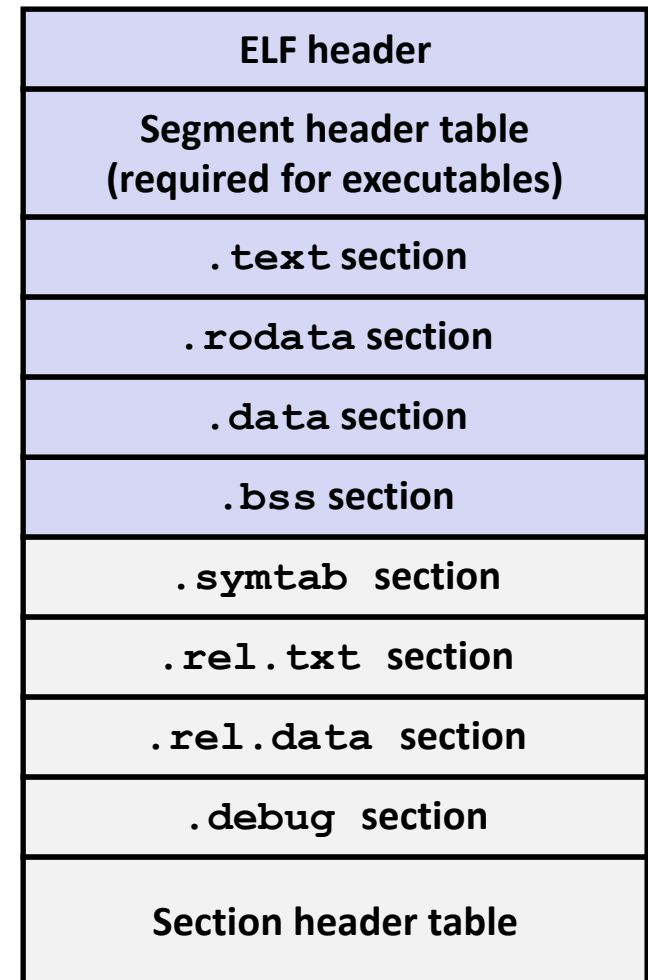 ELF header
Segment header table
(required for executables)
.text section
.rodata section
.data section
.bss section
.symtab section
.rel.txt section
.rel.data section
.debug section
Section header table